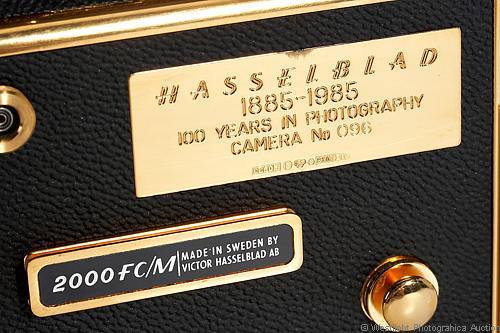 HASSELBLAD
1885-1985
100 YEARS IN PHOTOGRAPHY
CAMERA No 096
2000 FC/M
MADE IN SWEDEN BY
VICTOR HASSELBLAD AB